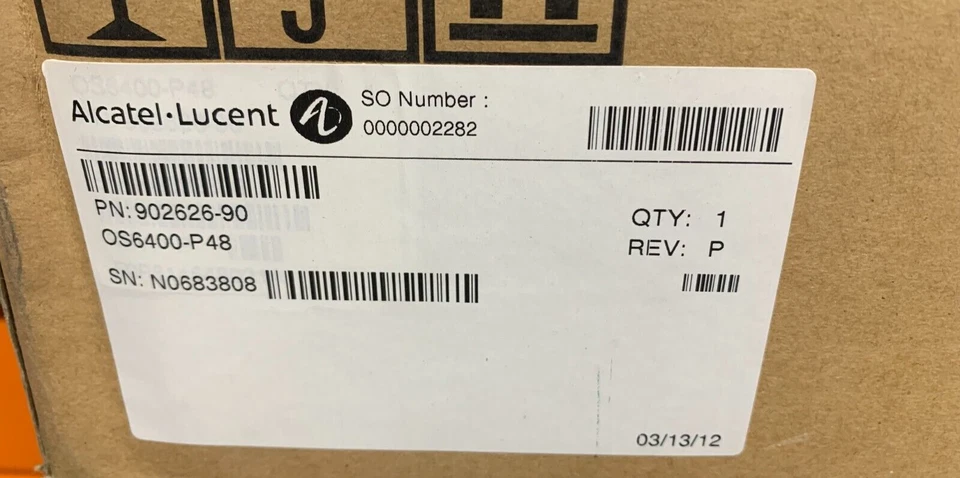 Alcatel·Lucent
SO Number :
0000002282
PN: 902626-90
OS6400-P48
SN: N0683808
QTY: 1
REV: P
03/13/12